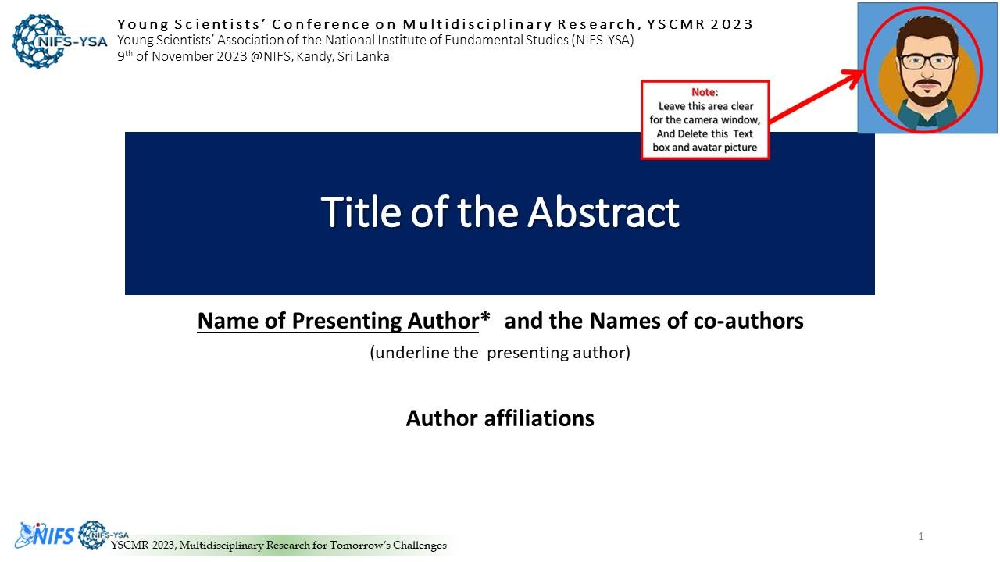 NIFS-YSA
Young Scientists’ Conference on Multidisciplinary Research, YSCMR 2023
Young Scientists’ Association of the National Institute of Fundamental Studies (NIFS-YSA)
9th of November 2023 @NIFS, Kandy, Sri Lanka
Note:
Leave this area clear
for the camera window,
And Delete this Text
box and avatar picture
Title of the Abstract
Name of Presenting Author* and the Names of co-authors
(underline the presenting author)
Author affiliations
NIFS
NIFS-YSA
YSCMR 2023, Multidisciplinary Research for Tomorrow’s Challenges
1